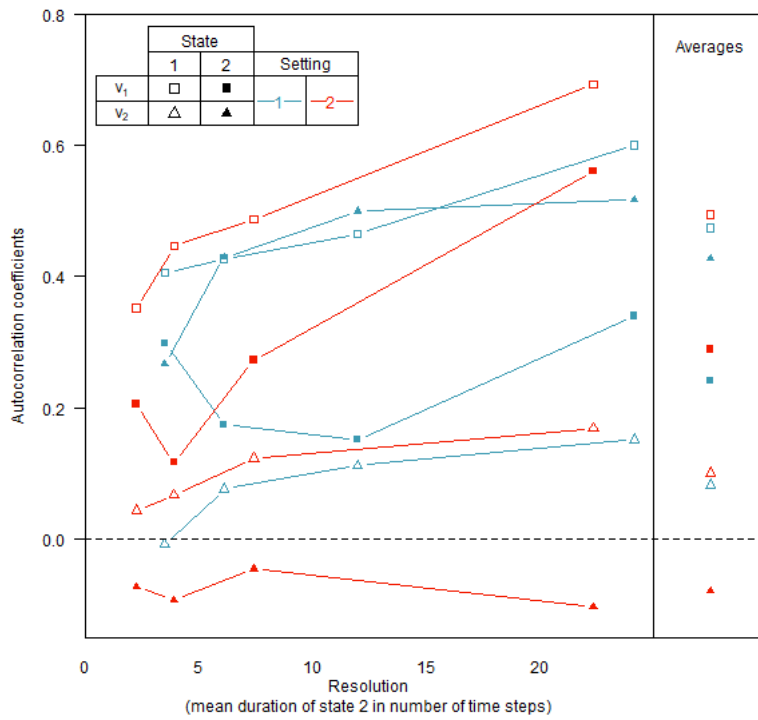 0.8
0.6
0.4
0.2
0.0
Autocorrelation coefficients
State
1 2 Setting
v₁
v₂
1 2
Averages
0 5 10 15 20
Resolution
(mean duration of state 2 in number of time steps)